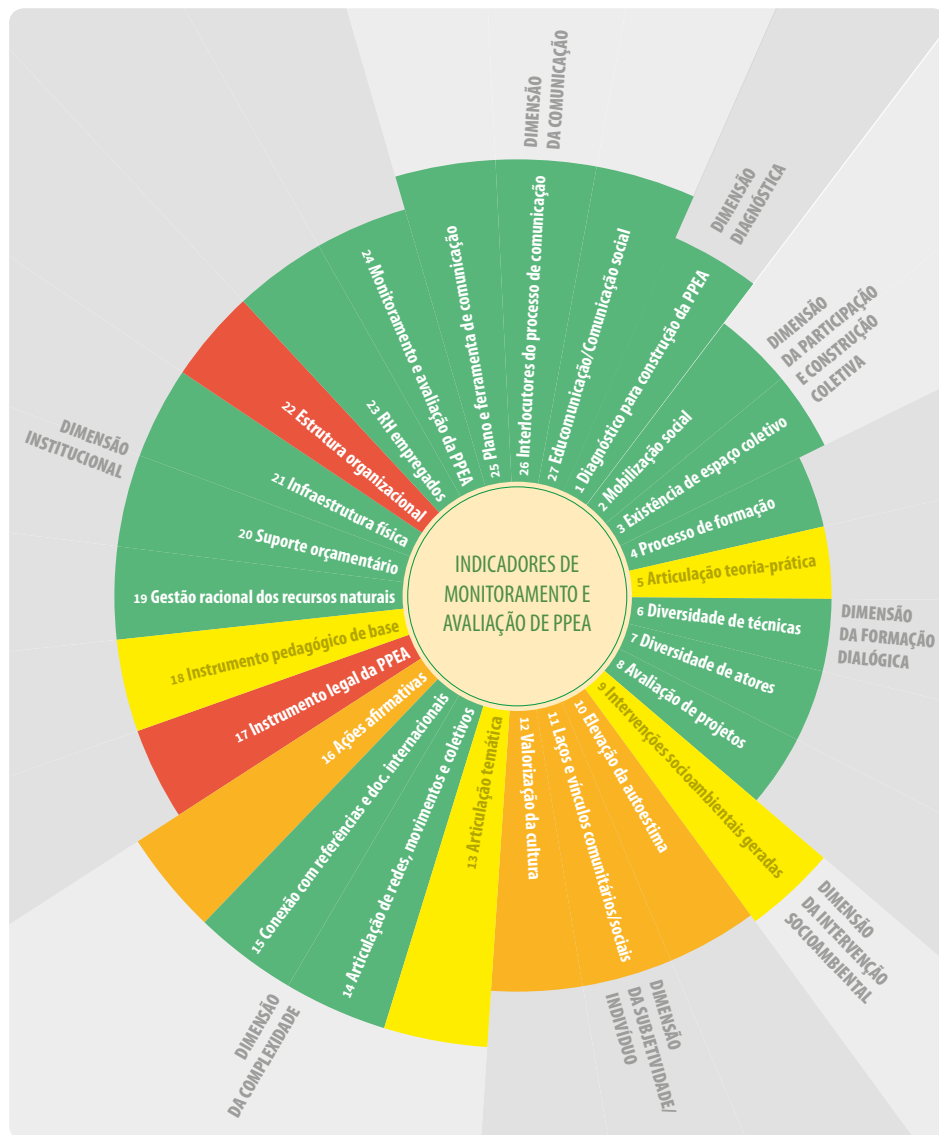 INDICADORES DE
MONITORAMENTO E
AVALIAÇÃO DE PPEA
DIMENSÃO
DIAGNÓSTICA
1 Diagnóstico para construção da PPEA
DIMENSÃO
DA PARTICIPAÇÃO
E CONSTRUÇÃO
COLETIVA
2 Mobilização social
3 Existência de espaço coletivo
DIMENSÃO
DA FORMAÇÃO
DIALÓGICA
4 Processo de formação
5 Articulação teoria-prática
6 Diversidade de técnicas
7 Diversidade de atores
8 Avaliação de projetos
DIMENSÃO
DA INTERVENÇÃO
SOCIOAMBIENTAL
9 Intervenções socioambientais geradas
DIMENSÃO
DA SUBJETIVIDADE/
INDIVÍDUO
10 Elevação da autoestima
11 Laços e vínculos comunitários/sociais
12 Valorização da cultura
DIMENSÃO
DA COMPLEXIDADE
13 Articulação temática
14 Articulação de redes, movimentos e coletivos
15 Conexão com referências e doc. internacionais
16 Ações afirmativas
DIMENSÃO
INSTITUCIONAL
17 Instrumento legal da PPEA
18 Instrumento pedagógico de base
19 Gestão racional dos recursos naturais
20 Suporte orçamentário
21 Infraestrutura física
22 Estrutura organizacional
23 RH empregados
24 Monitoramento e avaliação da PPEA
DIMENSÃO
DA COMUNICAÇÃO
25 Plano e ferramenta de comunicação
26 Interlocutores do processo de comunicação
27 Educomunicação/Comunicação social